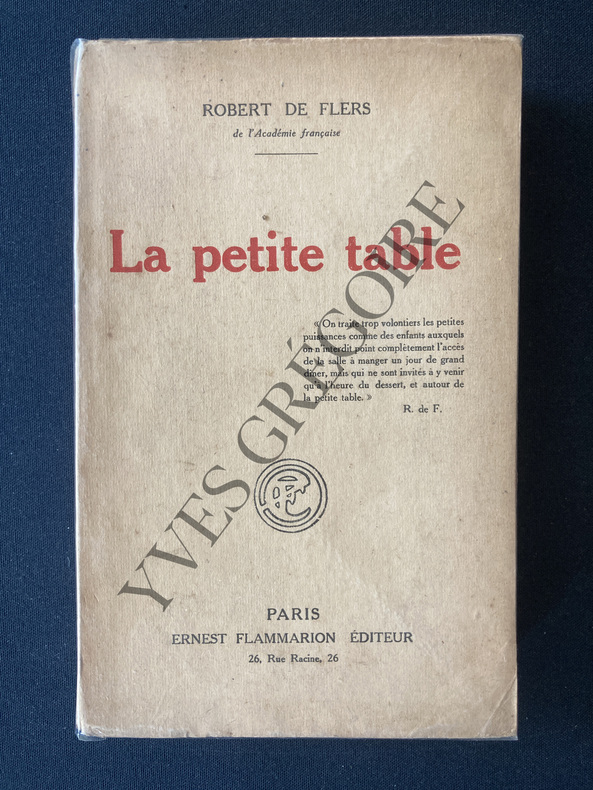 ROBERT DE FLERS
de l'Académie française
La petite table
« On traite trop volontiers les petites
puissances comme des enfants auxquels
on n'interdit point complètement l'accès
de la salle à manger un jour de grand
dîner, mais qui ne sont invités à y venir
qu'à l'heure du dessert, et autour de
la petite table. »
R. de F.
YVES GRÉGOIRE
PARIS
ERNEST FLAMMARION ÉDITEUR
26, Rue Racine, 26